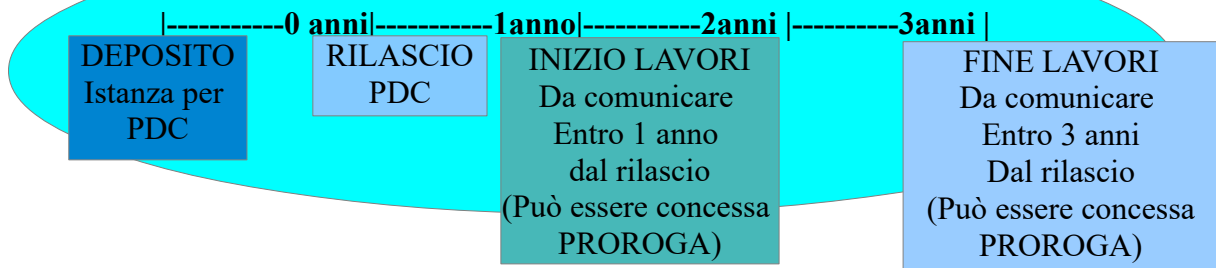 |-----------0 anni|-----------1anno|-----------2anni |---------3anni |
DEPOSITO
Istanza per
PDC
RILASCIO
PDC
INIZIO LAVORI
Da comunicare
Entro 1 anno
dal rilascio
(Può essere concessa
PROROGA)
FINE LAVORI
Da comunicare
Entro 3 anni
Dal rilascio
(Può essere concessa
PROROGA)